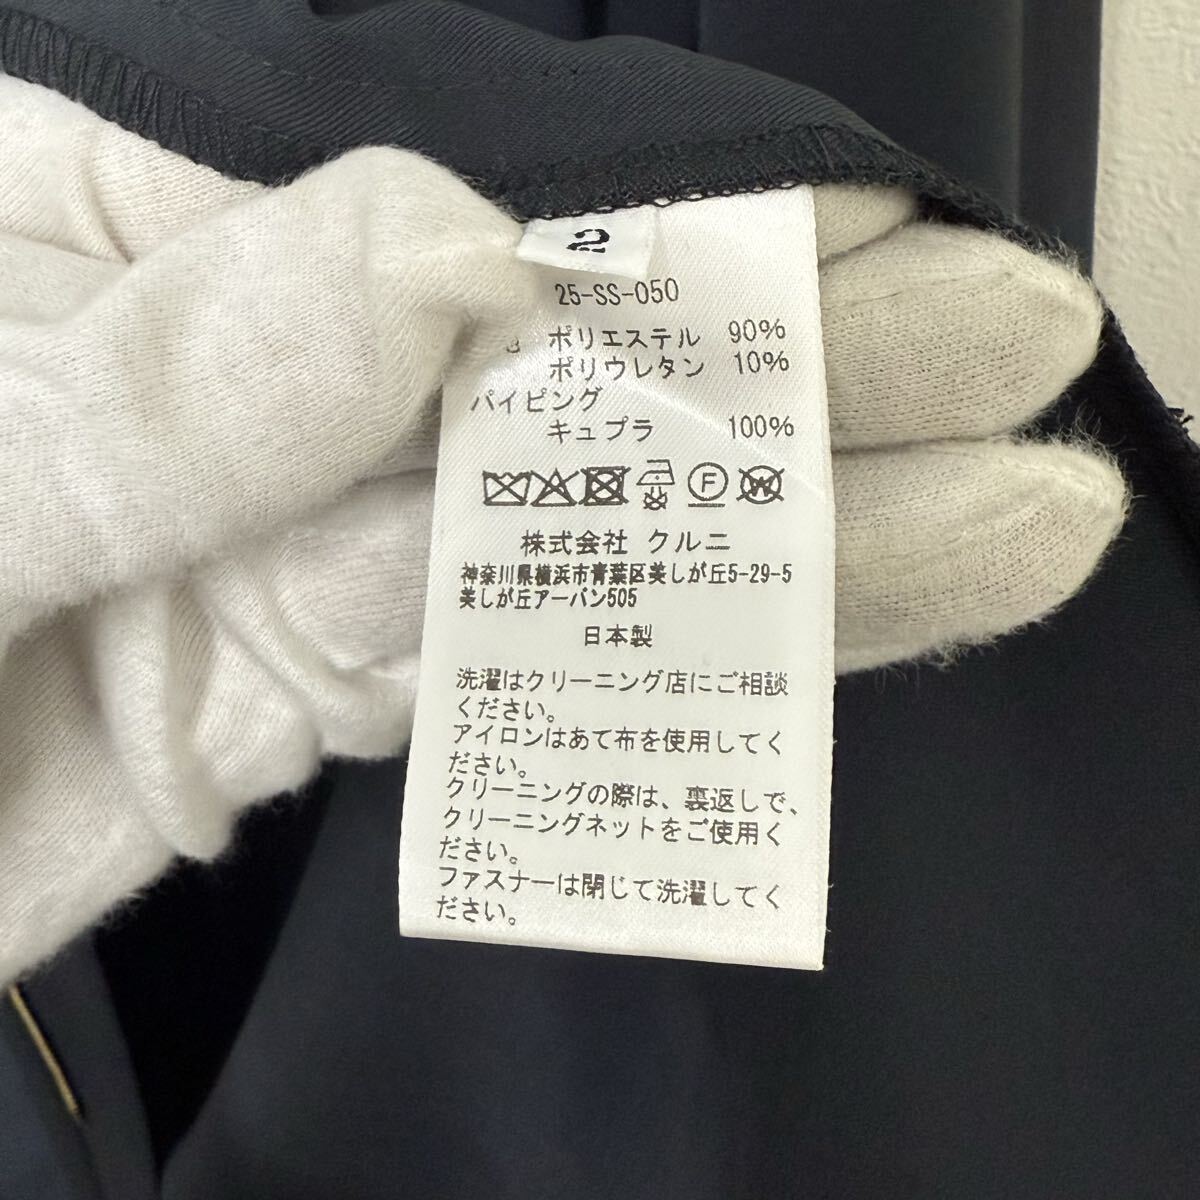 2
25-SS-050
ポリエステル 90%
ポリウレタン 10%
パイピング
キュプラ 100%
F W
株式会社 クルニ
神奈川県横浜市青葉区美しが丘5-29-5
美しが丘アーバン505
日本製
洗濯はクリーニング店にご相談
ください。
アイロンはあて布を使用してく
ださい。
クリーニングの際は、裏返しで、
クリーニングネットをご使用く
ださい。
ファスナーは閉じて洗濯してく
ださい。